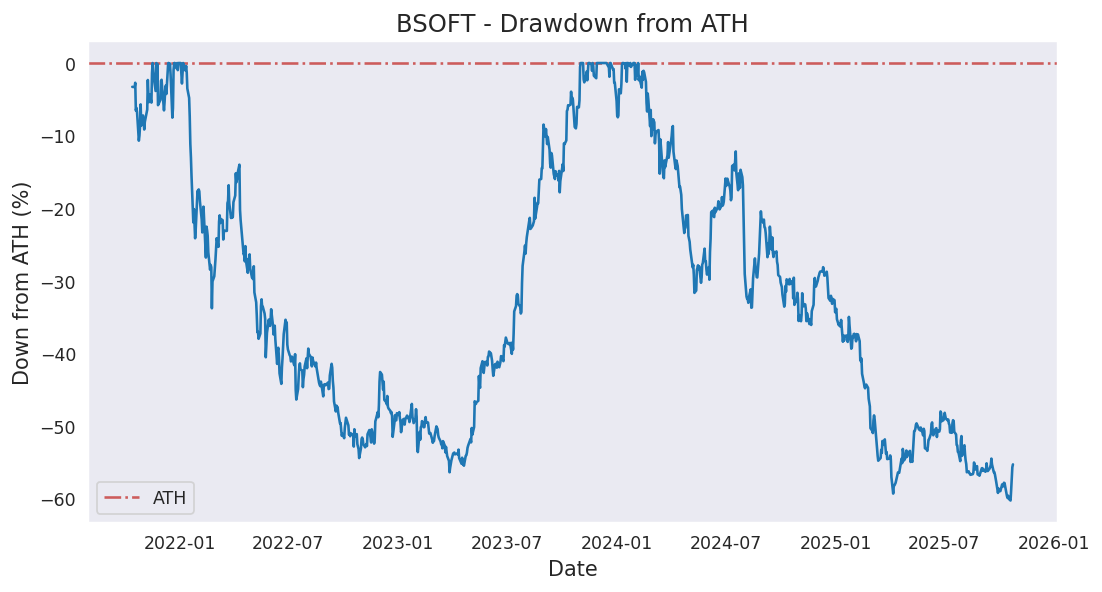 BSOFT - Drawdown from ATH
Down from ATH (%)
0
−10
−20
−30
−40
−50
−60
ATH
2022-01 2022-07 2023-01 2023-07 2024-01 2024-07 2025-01 2025-07 2026-01
Date